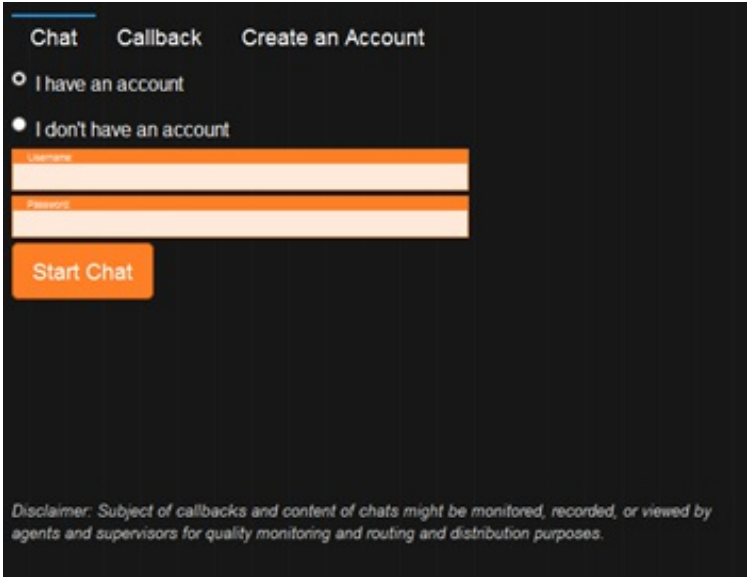 Chat Callback Create an Account
I have an account
I don't have an account
Username:
Password:
Start Chat
Disclaimer: Subject of callbacks and content of chats might be monitored, recorded, or viewed by
agents and supervisors for quality monitoring and routing and distribution purposes.